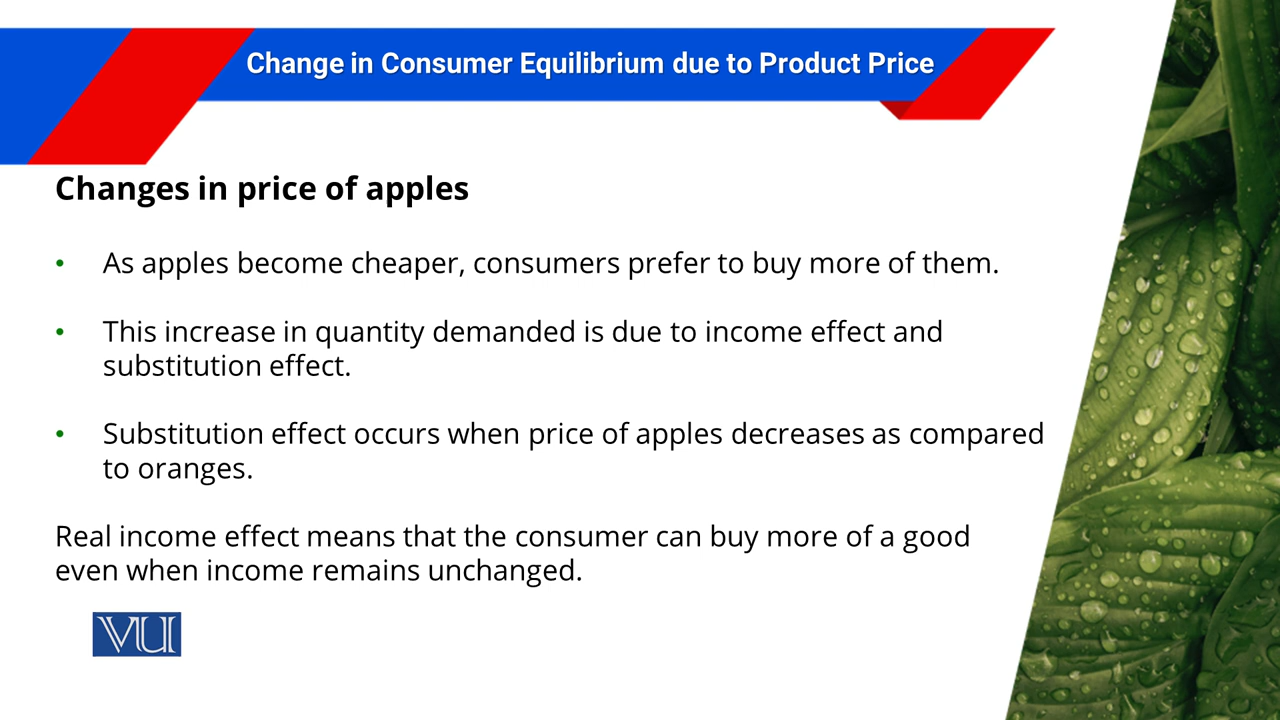 Change in Consumer Equilibrium due to Product Price
Changes in price of apples
• As apples become cheaper, consumers prefer to buy more of them.
• This increase in quantity demanded is due to income effect and
substitution effect.
• Substitution effect occurs when price of apples decreases as compared
to oranges.
Real income effect means that the consumer can buy more of a good
even when income remains unchanged.
VU